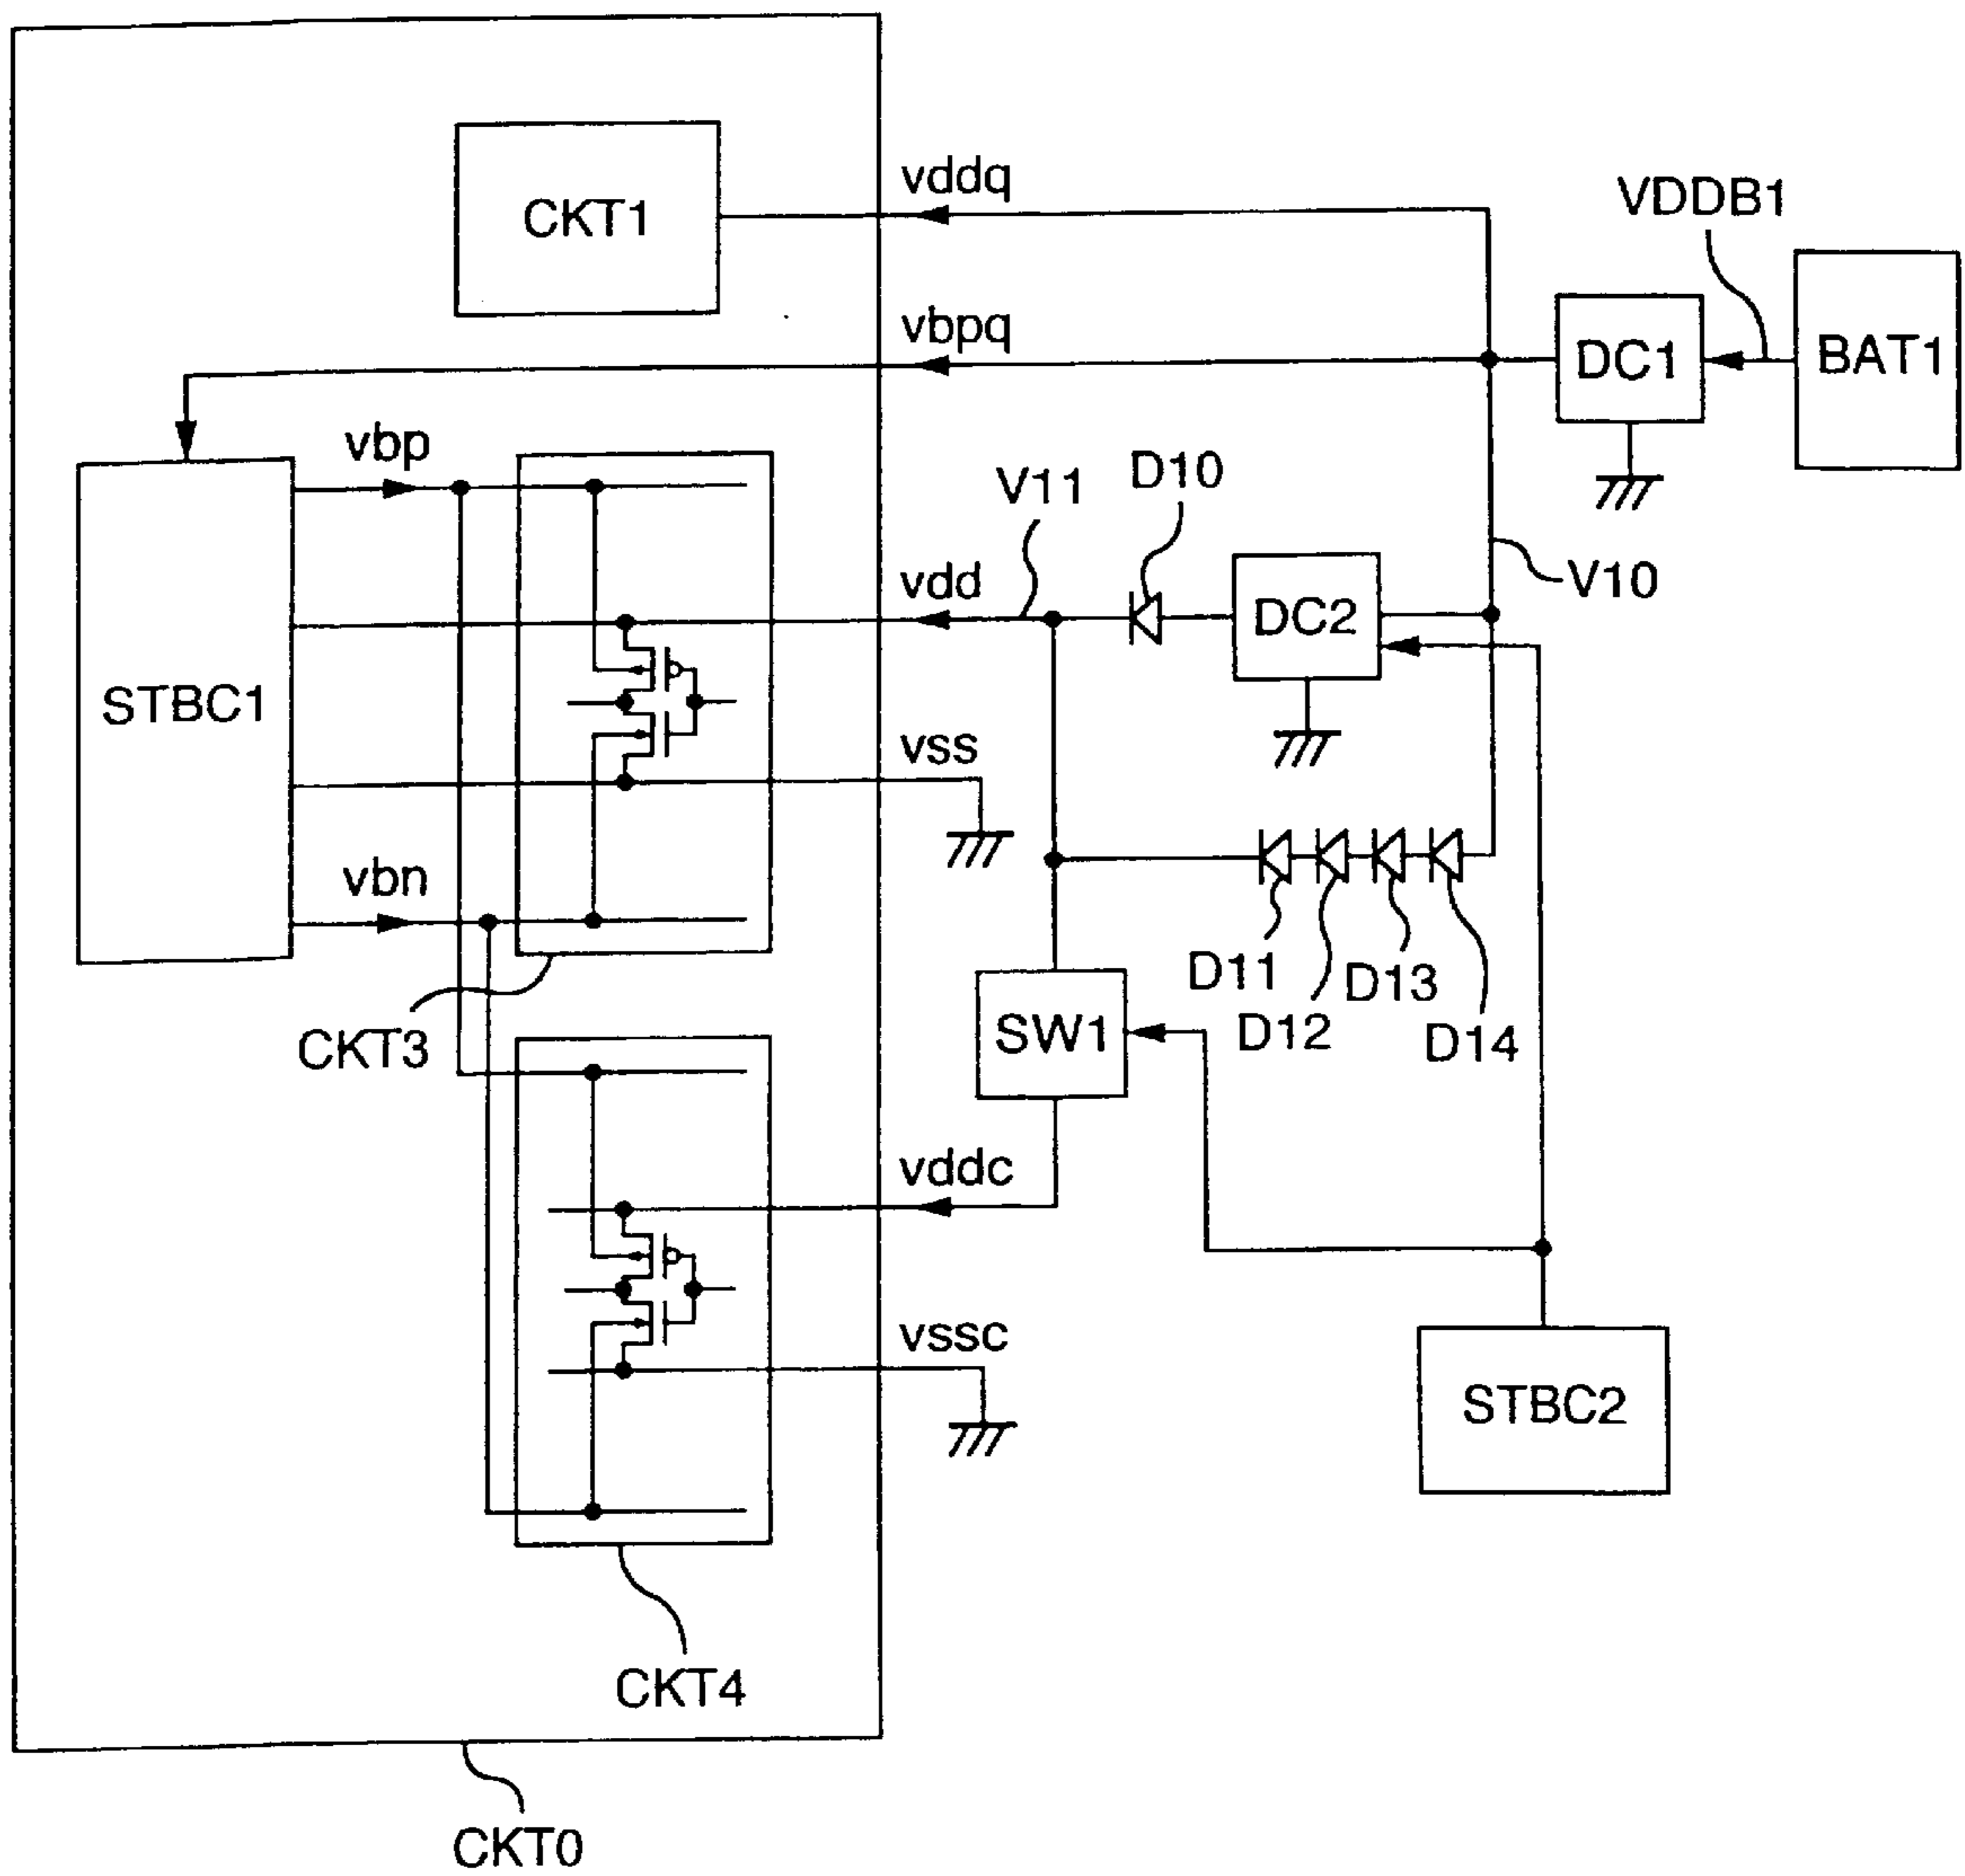 CKT1
vddq
VDDB1
vbpq
DC1
BAT1
vbp
V11
D10
vdd
DC2
V10
STBC1
vss
vbn
D11
D13
CKT3
SW1
D12
D14
vddc
vssc
STBC2
CKT4
CKT0